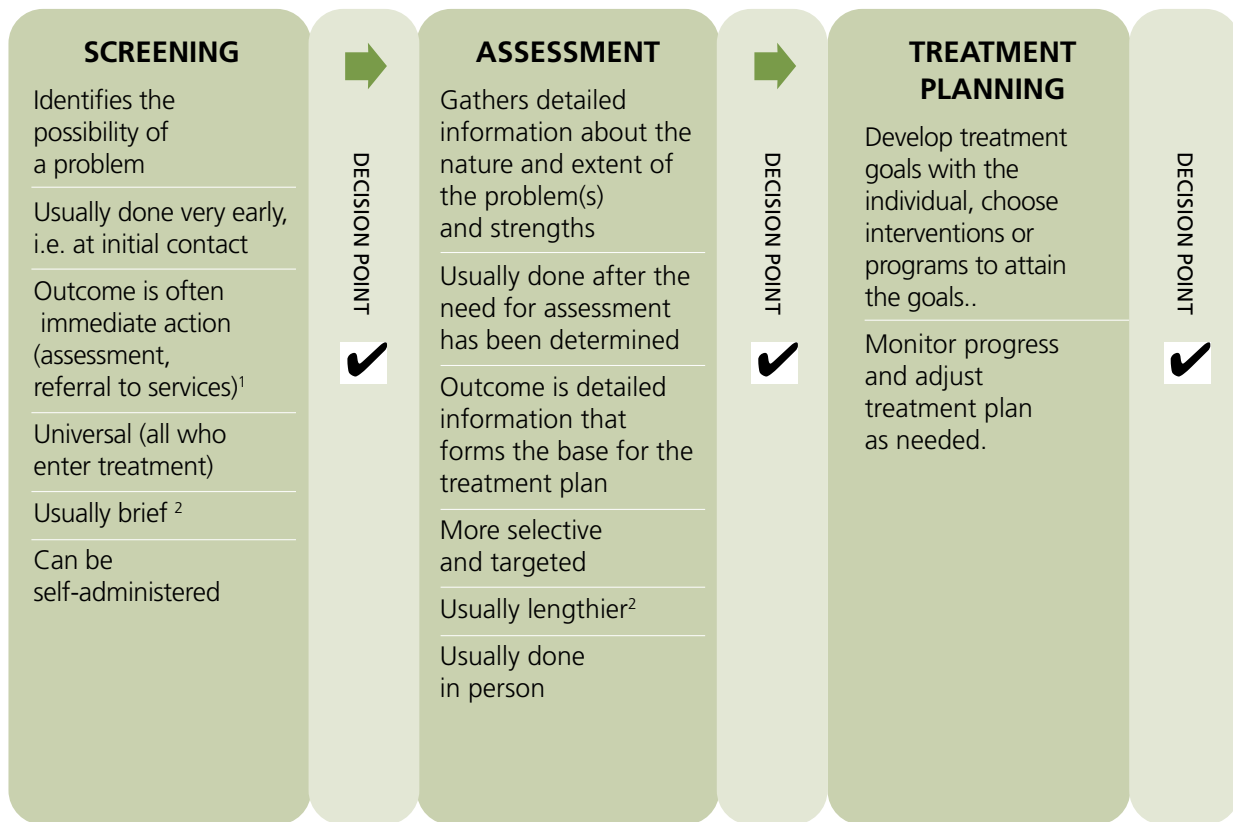 SCREENING
Identifies the
possibility of
a problem
Usually done very early,
i.e. at initial contact
Outcome is often
immediate action
(assessment,
referral to services)1
Universal (all who
enter treatment)
Usually brief 2
Can be
self-administered
DECISION POINT
ASSESSMENT
Gathers detailed
information about the
nature and extent of
the problem(s)
and strengths
Usually done after the
need for assessment
has been determined
Outcome is detailed
information that
forms the base for the
treatment plan
More selective
and targeted
Usually lengthier2
Usually done
in person
DECISION POINT
TREATMENT
PLANNING
Develop treatment
goals with the
individual, choose
interventions or
programs to attain
the goals..
Monitor progress
and adjust
treatment plan
as needed.
DECISION POINT